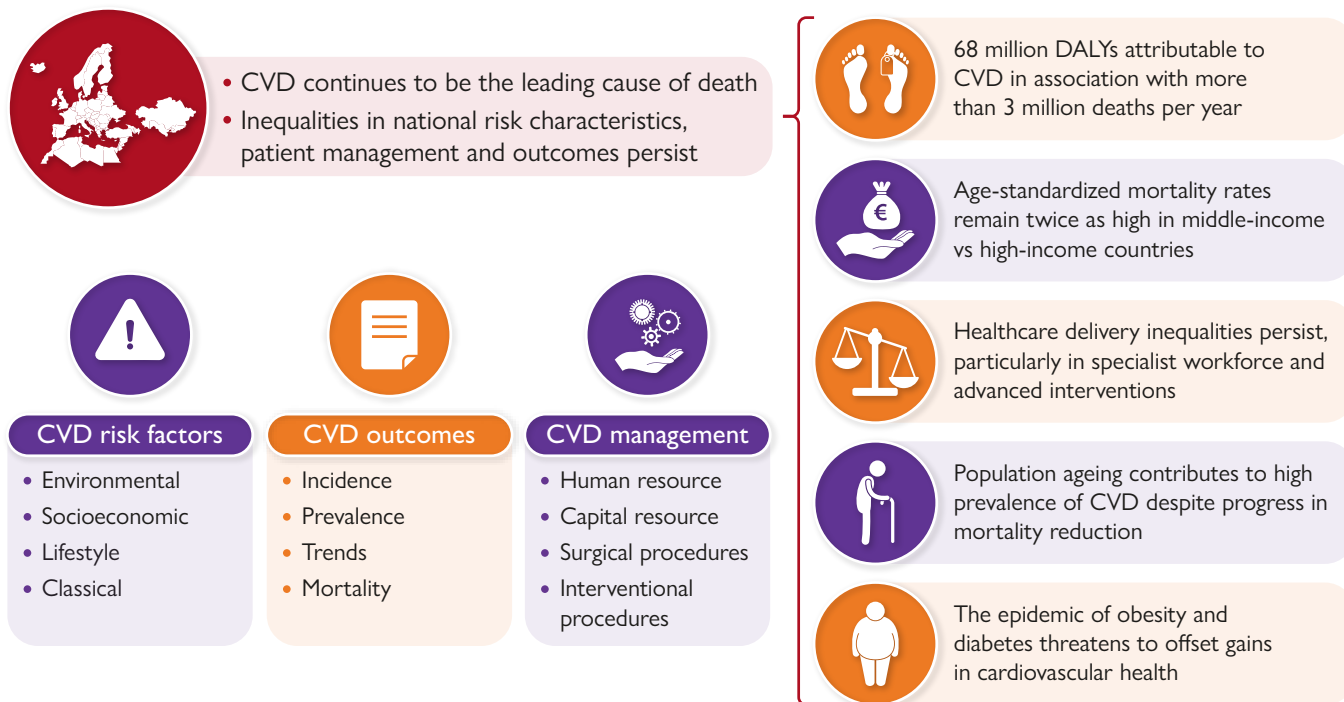 • CVD continues to be the leading cause of death
• Inequalities in national risk characteristics,
patient management and outcomes persist
CVD risk factors
• Environmental
• Socioeconomic
• Lifestyle
• Classical
CVD outcomes
• Incidence
• Prevalence
• Trends
• Mortality
CVD management
• Human resource
• Capital resource
• Surgical procedures
• Interventional
procedures
68 million DALYs attributable to
CVD in association with more
than 3 million deaths per year
€
Age-standardized mortality rates
remain twice as high in middle-income
vs high-income countries
Healthcare delivery inequalities persist,
particularly in specialist workforce and
advanced interventions
Population ageing contributes to high
prevalence of CVD despite progress in
mortality reduction
The epidemic of obesity and
diabetes threatens to offset gains
in cardiovascular health